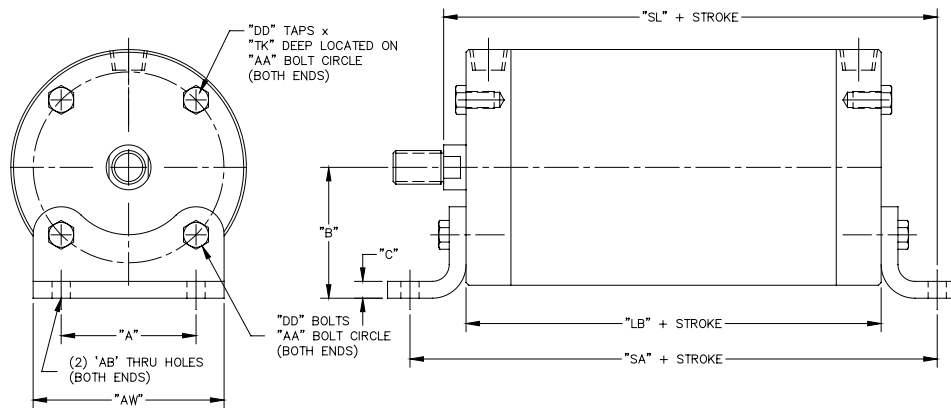 "SL" + STROKE
"DD" TAPS x
"TK" DEEP LOCATED ON
"AA" BOLT CIRCLE
(BOTH ENDS)
"B"
"C"
"DD" BOLTS
"AA" BOLT CIRCLE
(BOTH ENDS)
"A"
"LB" + STROKE
"SA" + STROKE
(2) 'AB' THRU HOLES
(BOTH ENDS)
"AW"